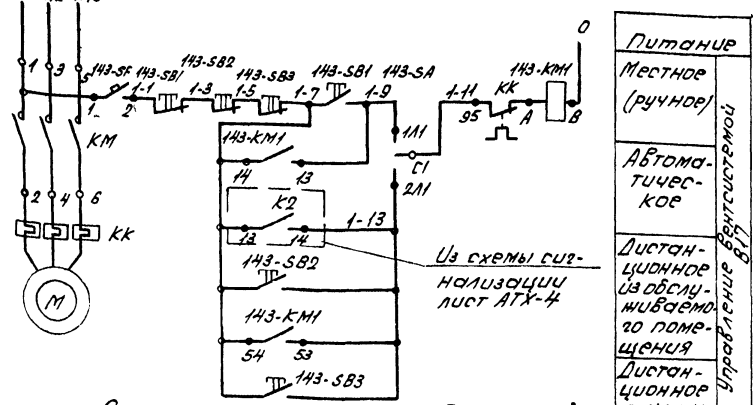 О
1 3 5
143-SF 143-SB1 143-SB2 143-SB3 143-SB1 143-SA KK 143-KM1
1 2 1-1 1-3 1-5 1-7 1-9 1-11 95 A B
KM
143-KM1
14 13
1Л1
С1
2Л1
2 4 6
KK
М
K2
13 14
1-13
Из схемы сиг-
нализации
лист АТХ-4
143-SB2
143-KM1
54 53
143-SB3
Питание
Местное
(ручное)
Автома-
тичес-
кое
Дистан-
ционное
из обслу-
живаемо-
го поме-
щения
Дистан-
ционное
Управление вентсистемой
В17